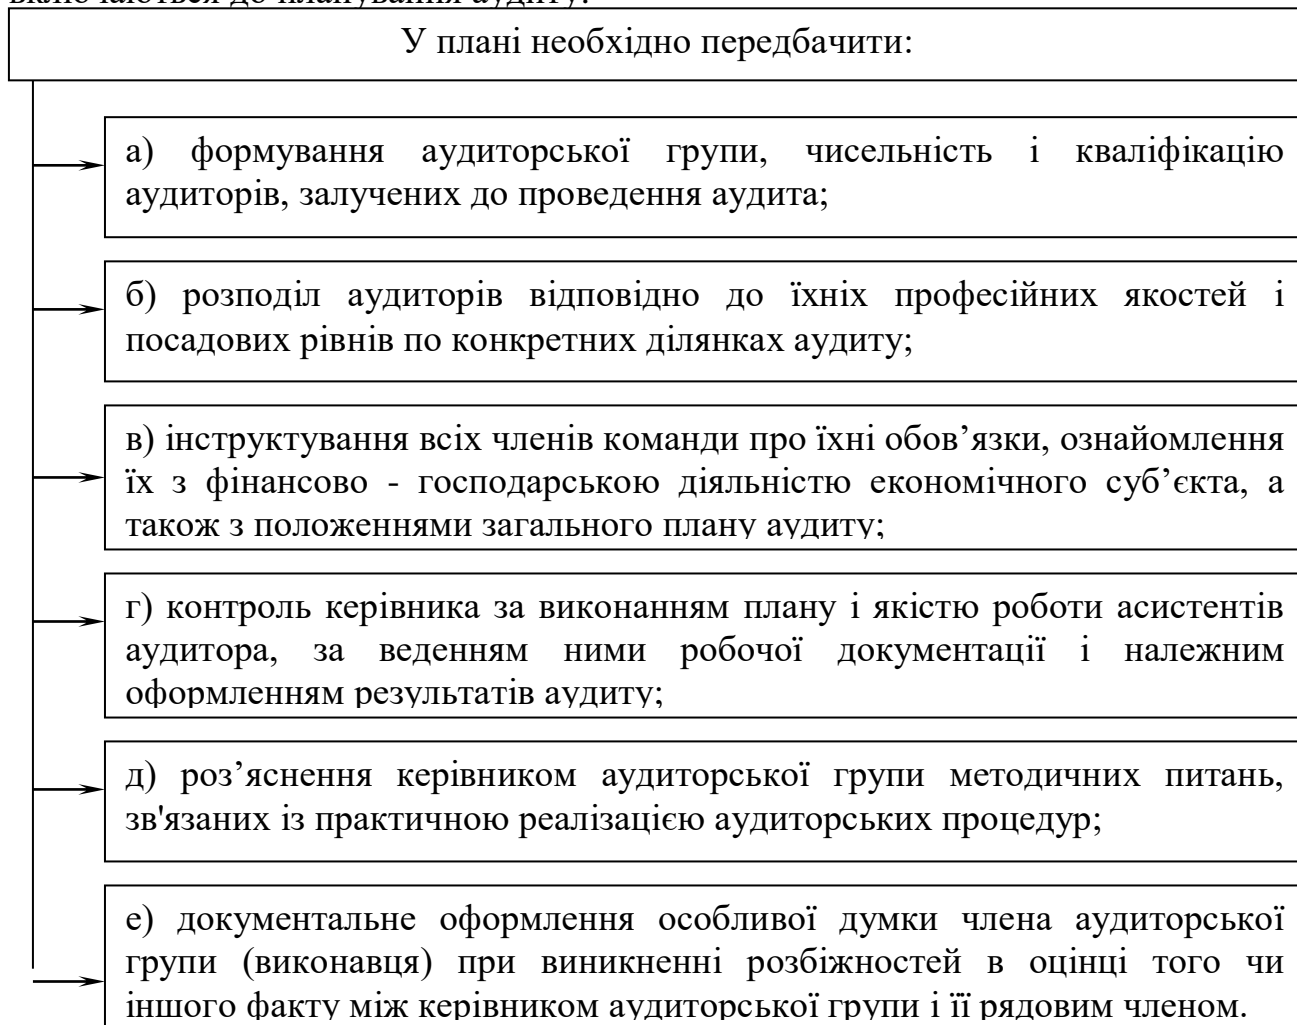 включаються до планування аудиту.
У плані необхідно передбачити:
а) формування аудиторської групи, чисельність і кваліфікацію
аудиторів, залучених до проведення аудита;
б) розподіл аудиторів відповідно до їхніх професійних якостей і
посадових рівнів по конкретних ділянках аудиту;
в) інструктування всіх членів команди про їхні обов’язки, ознайомлення
їх з фінансово - господарською діяльністю економічного суб’єкта, а
також з положеннями загального плану аудиту;
г) контроль керівника за виконанням плану і якістю роботи асистентів
аудитора, за веденням ними робочої документації і належним
оформленням результатів аудиту;
д) роз’яснення керівником аудиторської групи методичних питань,
зв'язаних із практичною реалізацією аудиторських процедур;
е) документальне оформлення особливої думки члена аудиторської
групи (виконавця) при виникненні розбіжностей в оцінці того чи
іншого факту між керівником аудиторської групи і її рядовим членом.